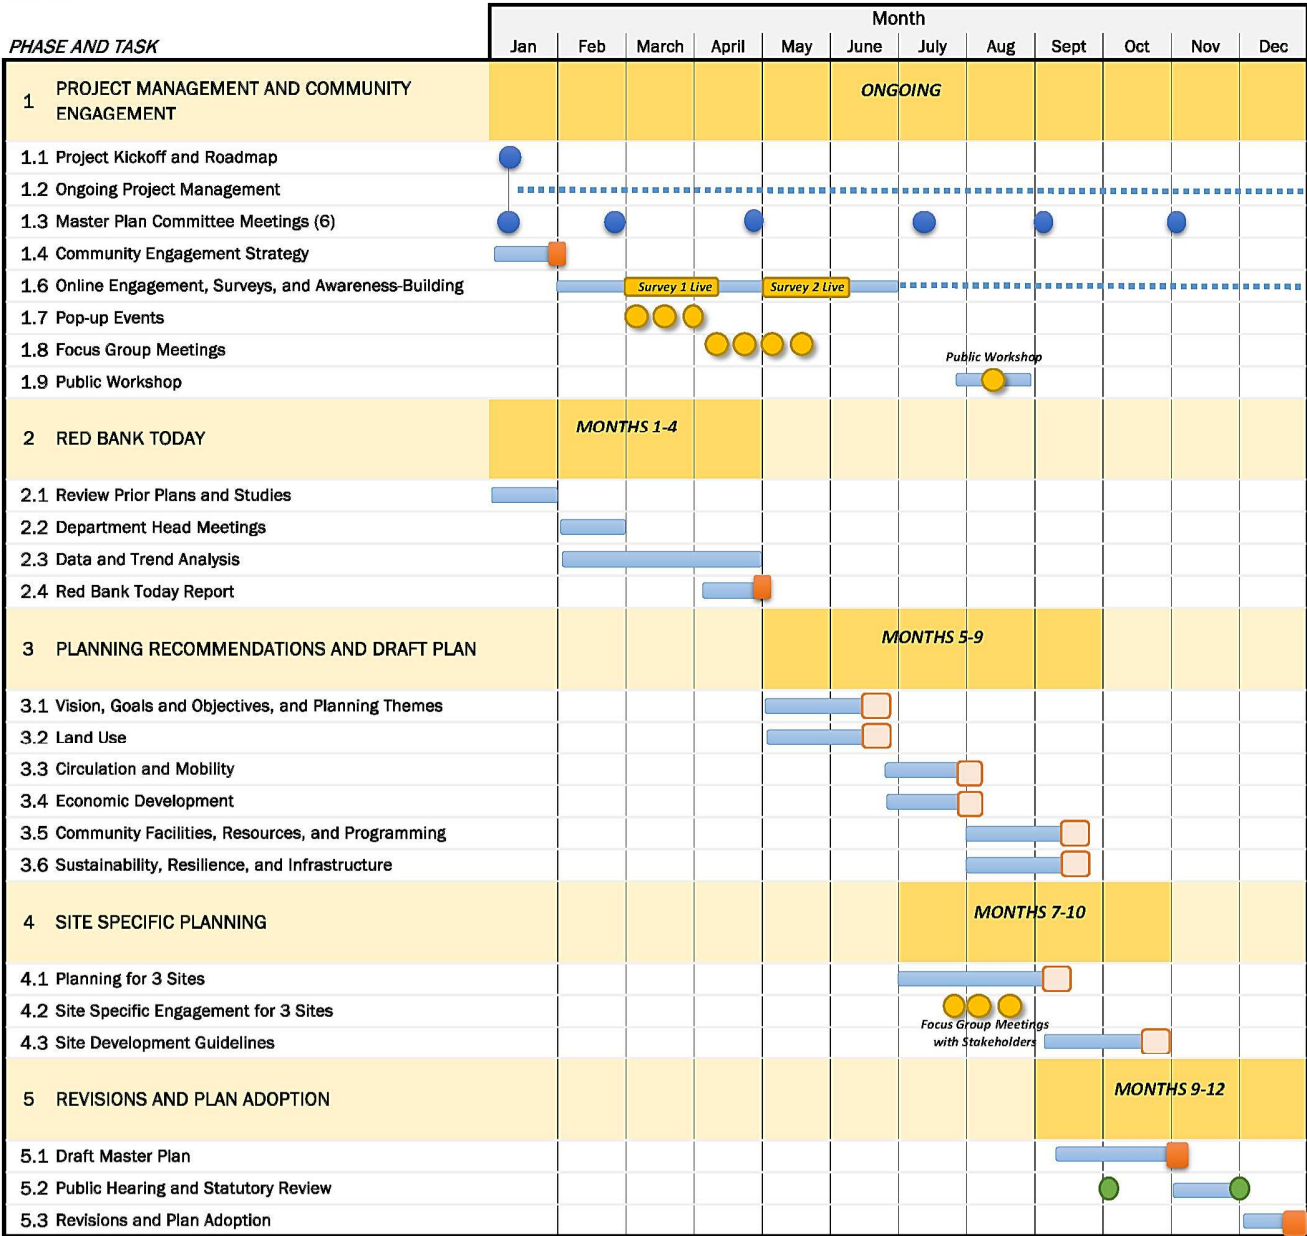 Month
PHASE AND TASK Jan Feb March April May June July Aug Sept Oct Nov Dec
1 PROJECT MANAGEMENT AND COMMUNITY
ENGAGEMENT
ONGOING
1.1 Project Kickoff and Roadmap
1.2 Ongoing Project Management
1.3 Master Plan Committee Meetings (6)
1.4 Community Engagement Strategy
1.6 Online Engagement, Surveys, and Awareness-Building Survey 1 Live Survey 2 Live
1.7 Pop-up Events
1.8 Focus Group Meetings
Public Workshop
1.9 Public Workshop
2 RED BANK TODAY MONTHS 1-4
2.1 Review Prior Plans and Studies
2.2 Department Head Meetings
2.3 Data and Trend Analysis
2.4 Red Bank Today Report
3 PLANNING RECOMMENDATIONS AND DRAFT PLAN MONTHS 5-9
3.1 Vision, Goals and Objectives, and Planning Themes
3.2 Land Use
3.3 Circulation and Mobility
3.4 Economic Development
3.5 Community Facilities, Resources, and Programming
3.6 Sustainability, Resilience, and Infrastructure
4 SITE SPECIFIC PLANNING MONTHS 7-10
4.1 Planning for 3 Sites
4.2 Site Specific Engagement for 3 Sites
Focus Group Meetings
with Stakeholders
4.3 Site Development Guidelines
5 REVISIONS AND PLAN ADOPTION MONTHS 9-12
5.1 Draft Master Plan
5.2 Public Hearing and Statutory Review
5.3 Revisions and Plan Adoption